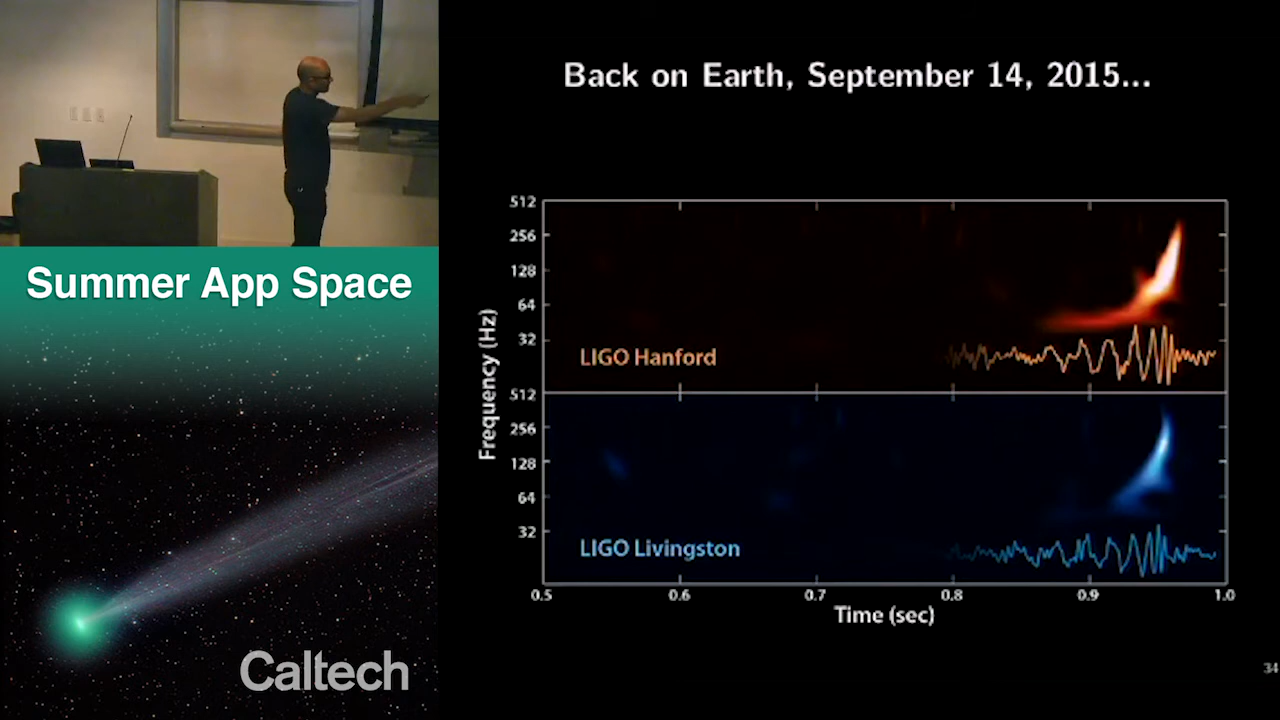 Back on Earth, September 14, 2015...
Summer App Space
Caltech
Frequency (Hz)
512
256
128
64
32
LIGO Hanford
512
256
128
64
32
LIGO Livingston
0.5 0.6 0.7 0.8 0.9 1.0
Time (sec)
34